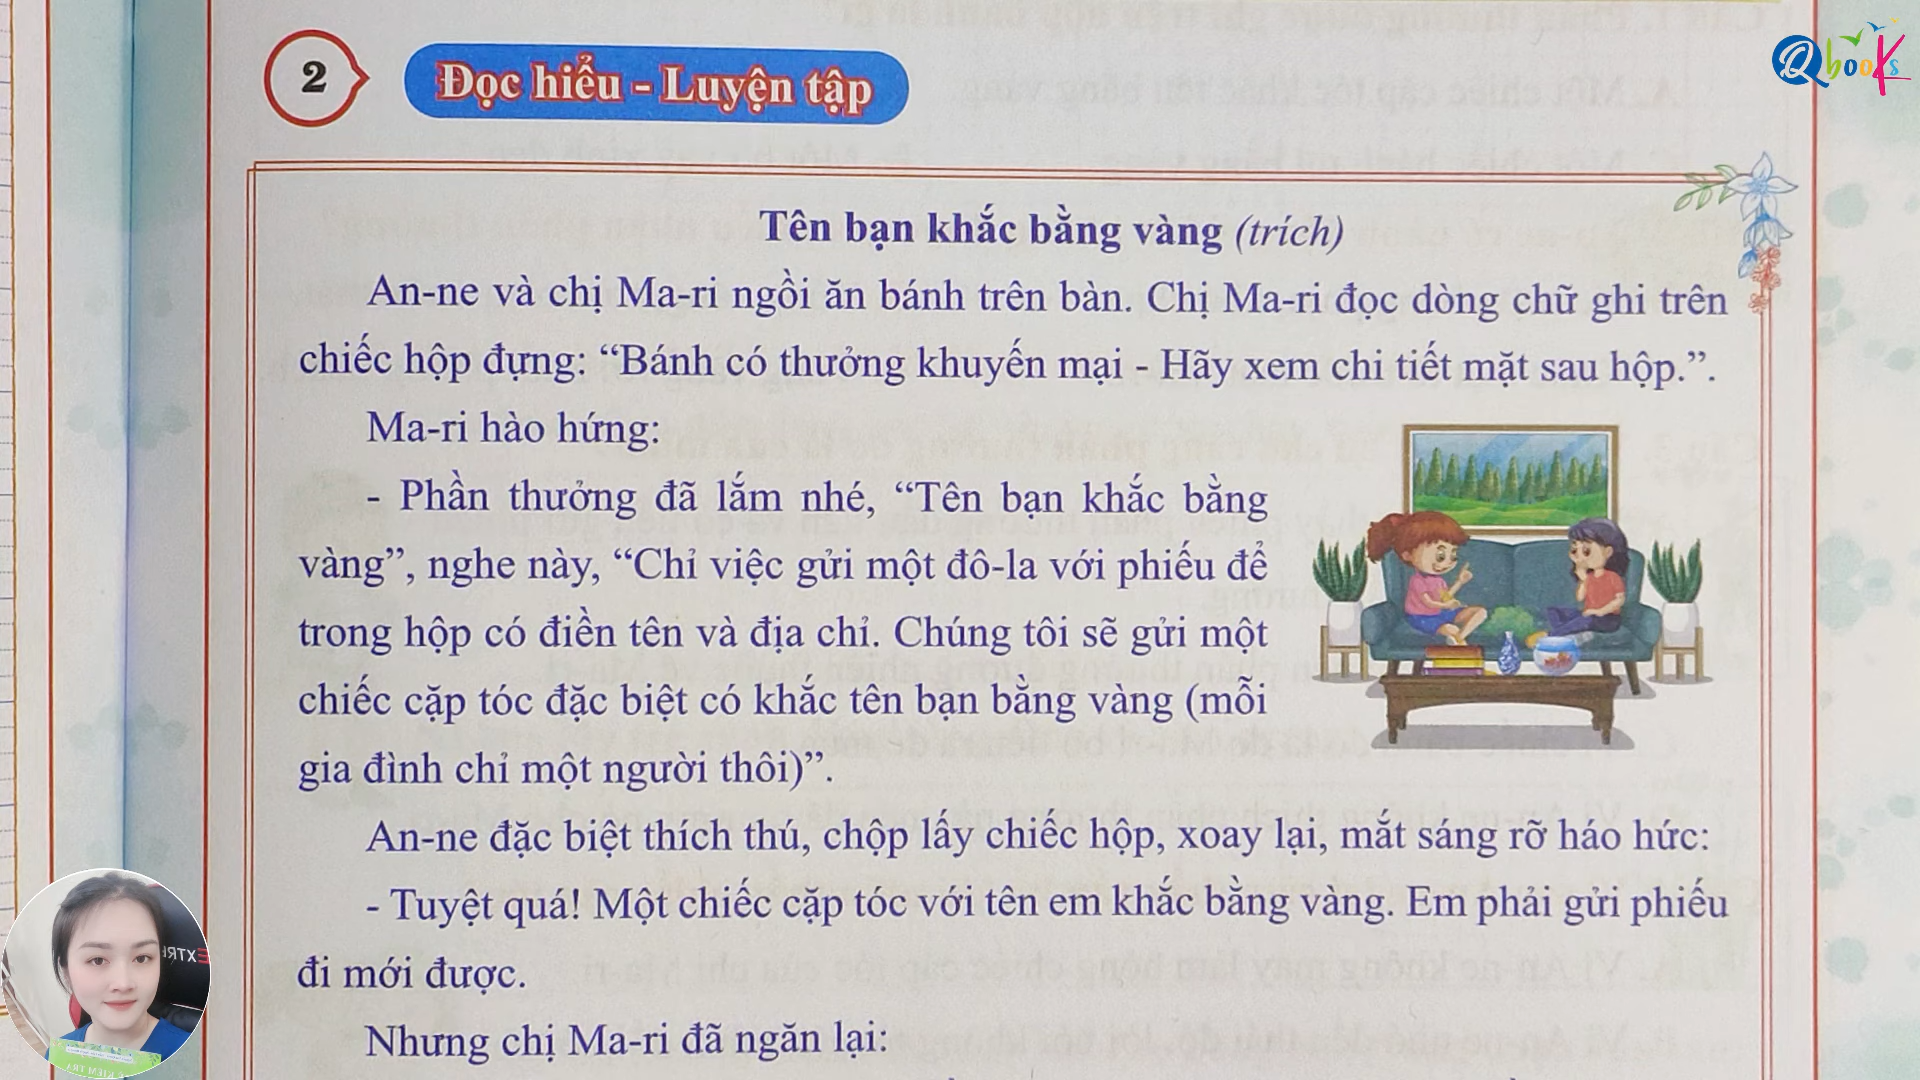 2
Đọc hiểu - Luyện tập
Qbooks
Tên bạn khắc bằng vàng (trích)
An-ne và chị Ma-ri ngồi ăn bánh trên bàn. Chị Ma-ri đọc dòng chữ ghi trên
chiếc hộp đựng: “Bánh có thưởng khuyến mại - Hãy xem chi tiết mặt sau hộp.”.
Ma-ri hào hứng:
- Phần thưởng đã lắm nhé, “Tên bạn khắc bằng
vàng”, nghe này, “Chỉ việc gửi một đô-la với phiếu để
trong hộp có điền tên và địa chỉ. Chúng tôi sẽ gửi một
chiếc cặp tóc đặc biệt có khắc tên bạn bằng vàng (mỗi
gia đình chỉ một người thôi)”.
An-ne đặc biệt thích thú, chộp lấy chiếc hộp, xoay lại, mắt sáng rỡ háo hức:
- Tuyệt quá! Một chiếc cặp tóc với tên em khắc bằng vàng. Em phải gửi phiếu
đi mới được.
Nhưng chị Ma-ri đã ngăn lại: